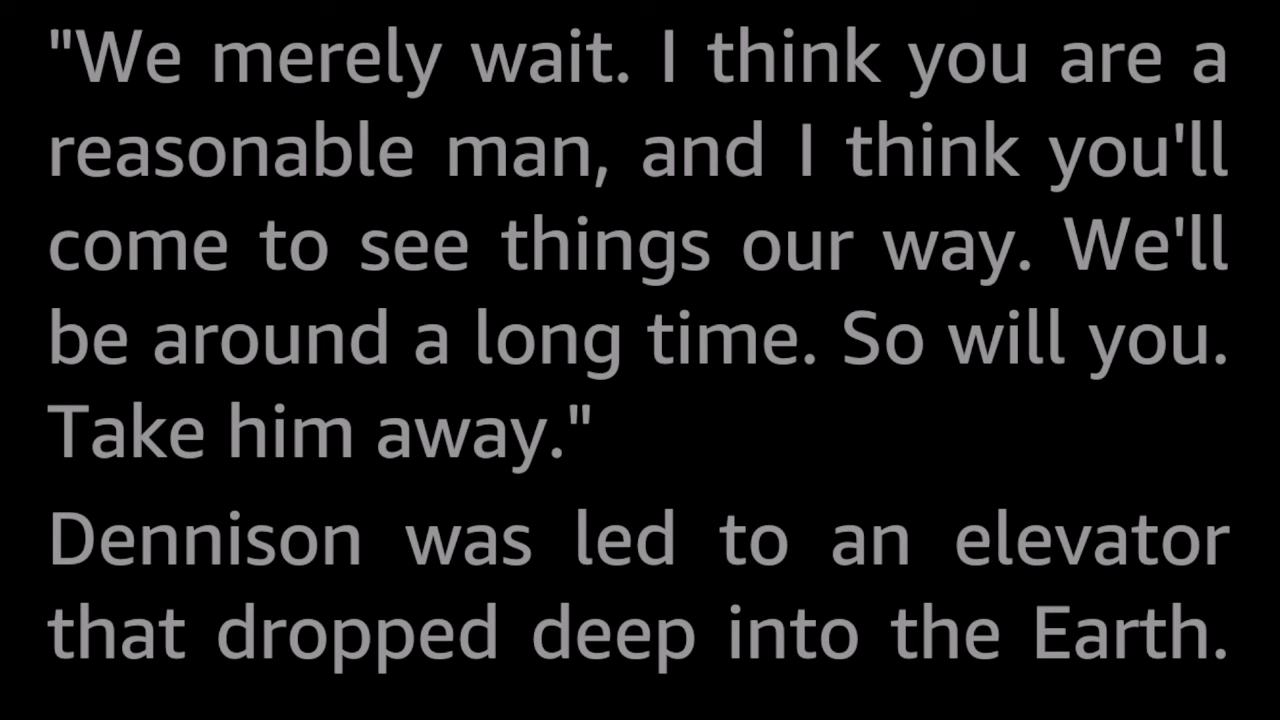 "We merely wait. I think you are a
reasonable man, and I think you'll
come to see things our way. We'll
be around a long time. So will you.
Take him away."
Dennison was led to an elevator
that dropped deep into the Earth.